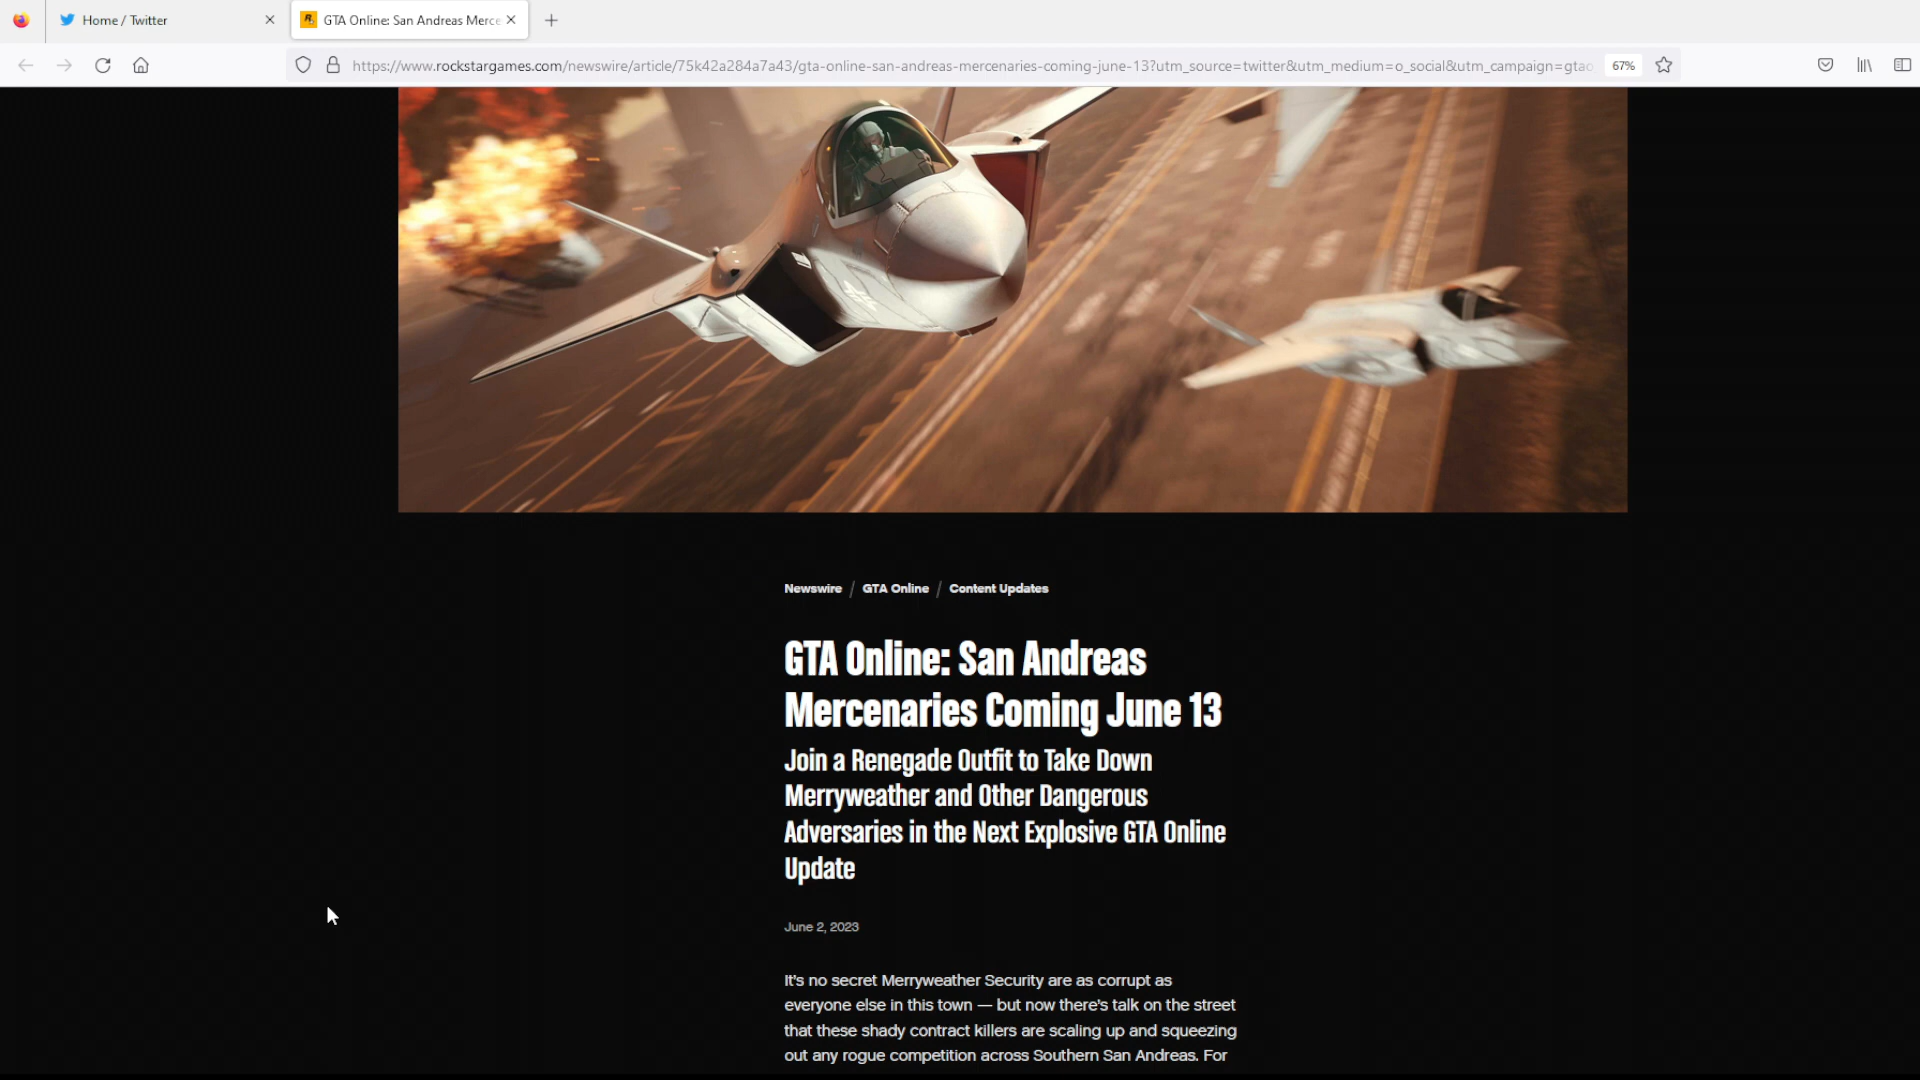 Home / Twitter
GTA Online: San Andreas Merce
https://www.rockstargames.com/newswire/article/75k42a284a7a43/gta-online-san-andreas-mercenaries-coming-june-13?utm_source=twitter&utm_medium=o_social&utm_campaign=gtao
67%
Newswire / GTA Online / Content Updates
GTA Online: San Andreas
Mercenaries Coming June 13
Join a Renegade Outfit to Take Down
Merryweather and Other Dangerous
Adversaries in the Next Explosive GTA Online
Update
June 2, 2023
It's no secret Merryweather Security are as corrupt as
everyone else in this town — but now there's talk on the street
that these shady contract killers are scaling up and squeezing
out any rogue competition across Southern San Andreas. For